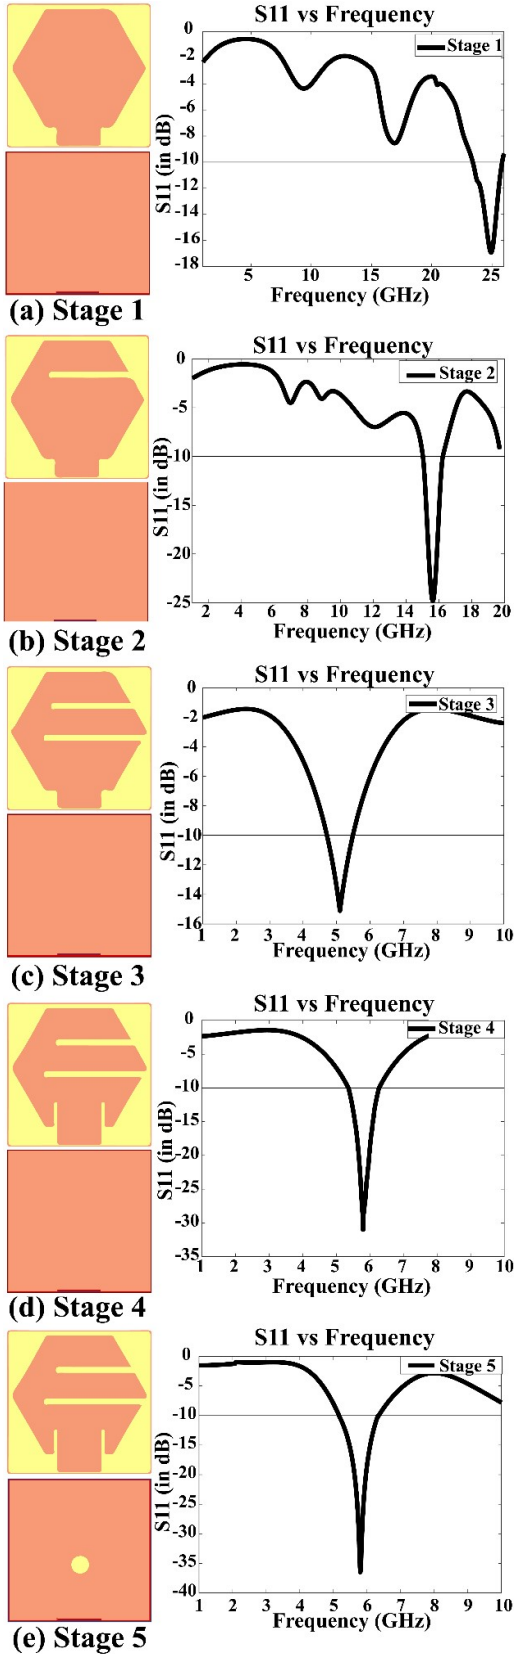 S11 vs Frequency
Stage 1
S11 (in dB)
0
-2
-4
-6
-8
-10
-12
-14
-16
-18
5 10 15 20 25
Frequency (GHz)
(a) Stage 1
S11 vs Frequency
Stage 2
S11 (in dB)
0
-5
-10
-15
-20
-25
2 4 6 8 10 12 14 16 18 20
Frequency (GHz)
(b) Stage 2
S11 vs Frequency
Stage 3
S11 (in dB)
0
-2
-4
-6
-8
-10
-12
-14
-16
1 2 3 4 5 6 7 8 9 10
Frequency (GHz)
(c) Stage 3
S11 vs Frequency
Stage 4
S11 (in dB)
0
-5
-10
-15
-20
-25
-30
-35
1 2 3 4 5 6 7 8 9 10
Frequency (GHz)
(d) Stage 4
S11 vs Frequency
Stage 5
S11 (in dB)
0
-5
-10
-15
-20
-25
-30
-35
-40
1 2 3 4 5 6 7 8 9 10
Frequency (GHz)
(e) Stage 5